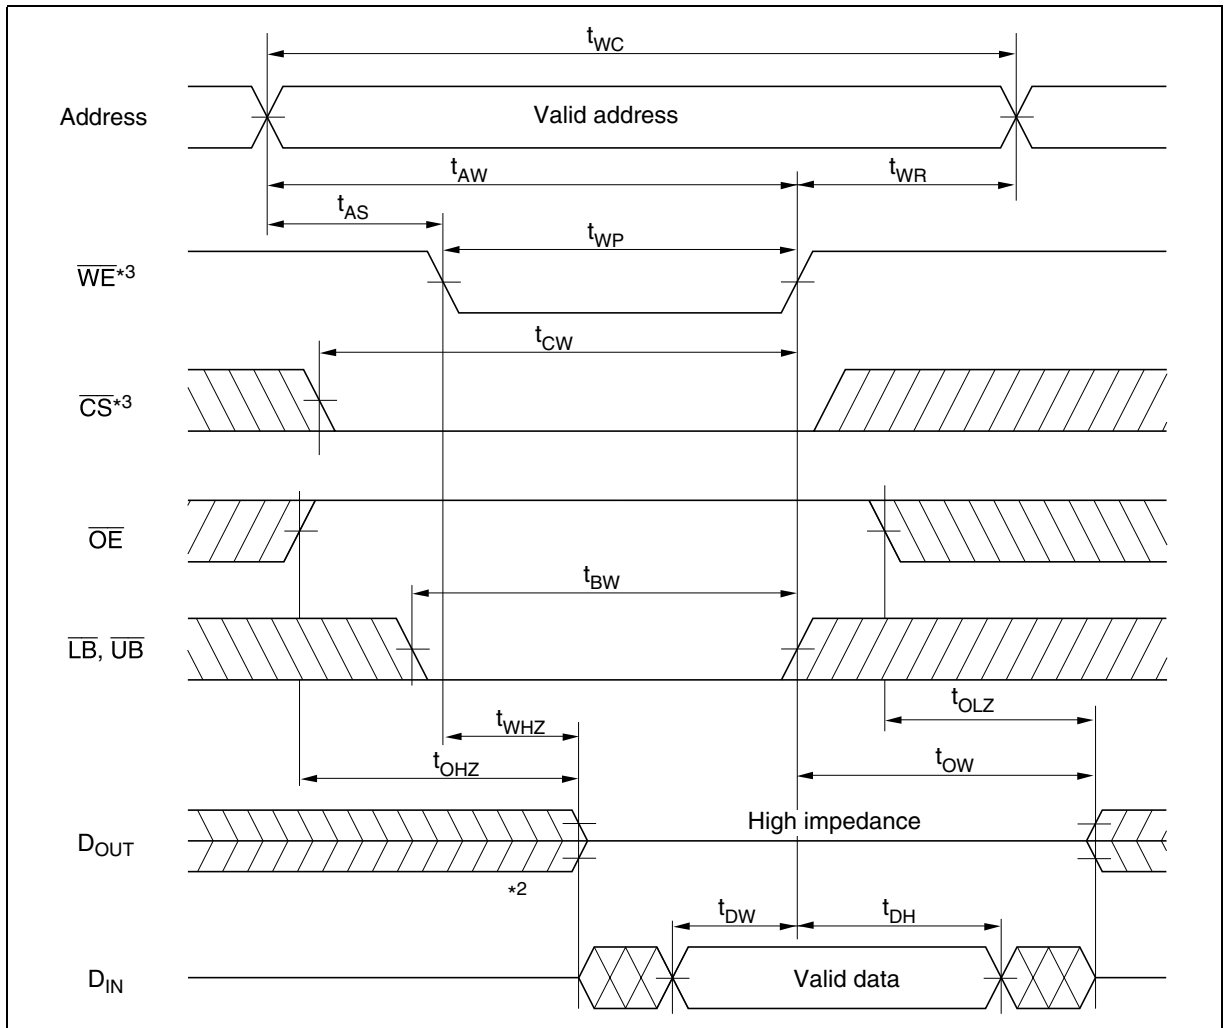 tWC
Address
Valid address
tAW
tWR
tAS
tWP
WE*3
tCW
CS*3
OE
tBW
LB, UB
tOLZ
tWHZ
tOW
tOHZ
High impedance
DOUT
*2
tDW
tDH
DIN
Valid data